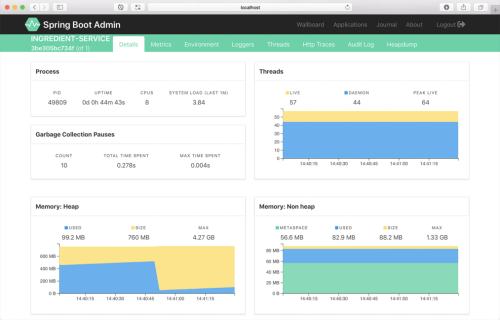 localhost
Spring Boot Admin
Wallboard Applications Journal About Logout
INGREDIENT-SERVICE
3be305bc734f (of 1)
Details Metrics Environment Loggers Threads Http Traces Audit Log Heapdump
Process
PID UPTIME CPUS SYSTEM LOAD (LAST 1M)
49809 0d 0h 44m 43s 8 3.84
Garbage Collection Pauses
COUNT TOTAL TIME SPENT MAX TIME SPENT
10 0.278s 0.004s
Threads
LIVE DAEMON PEAK LIVE
57 44 64
50
40
30
20
10
0
14:40:15 14:40:30 14:40:45 14:41 14:41:15
Memory: Heap
USED SIZE MAX
99.2 MB 760 MB 4.27 GB
600 MB
400 MB
200 MB
0 B
14:40:15 14:40:30 14:40:45 14:41 14:41:15
Memory: Non heap
METASPACE USED SIZE MAX
56.6 MB 82.9 MB 88.2 MB 1.33 GB
80 MB
60 MB
40 MB
20 MB
0 B
14:40:15 14:40:30 14:40:45 14:41 14:41:15